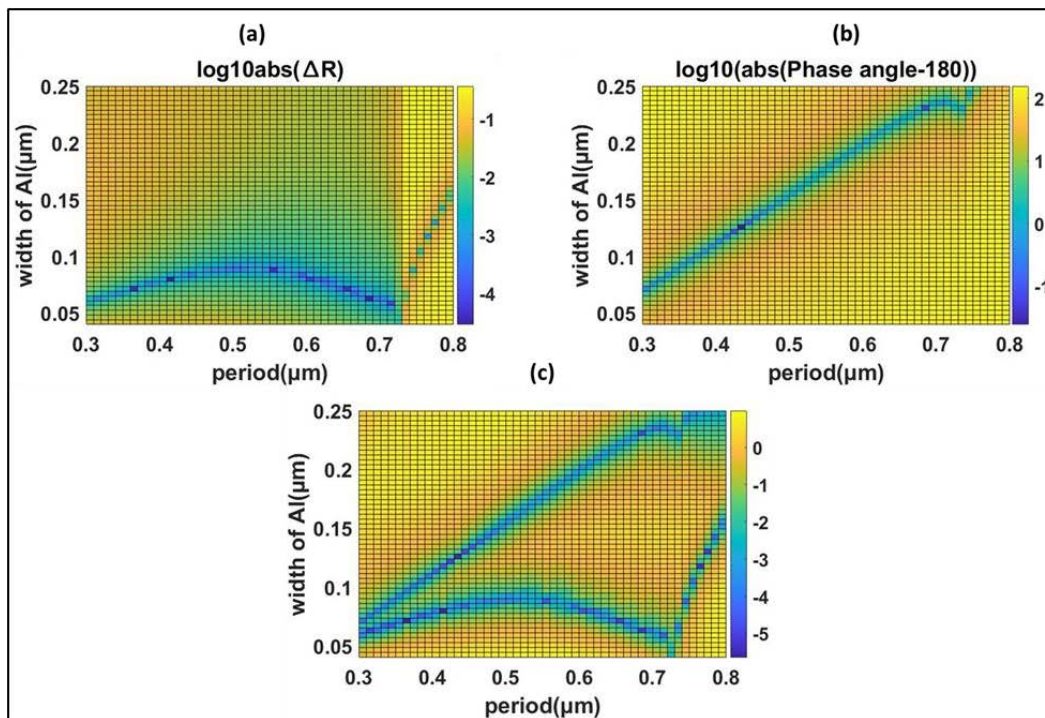 (a)
log10abs(ΔR)
0.25
0.2
0.15
0.1
0.05
width of Al(μm)
0.3 0.4 0.5 0.6 0.7 0.8
period(μm)
-1
-2
-3
-4
(b)
log10(abs(Phase angle-180))
0.25
0.2
0.15
0.1
0.05
width of Al(μm)
0.3 0.4 0.5 0.6 0.7 0.8
period(μm)
2
1
0
-1
(c)
0.25
0.2
0.15
0.1
0.05
width of Al(μm)
0.3 0.4 0.5 0.6 0.7 0.8
period(μm)
0
-1
-2
-3
-4
-5